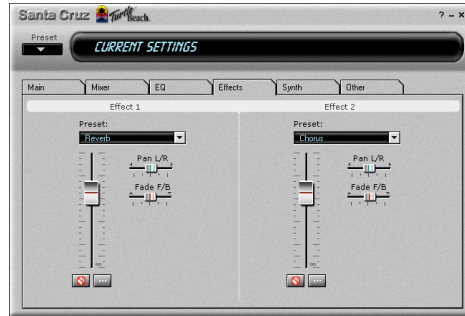 Santa Cruz Turtle Beach ? – x
Preset
CURRENT SETTINGS
Main Mixer EQ Effects Synth Other
Effect 1 Effect 2
Preset: Preset:
Reverb Chorus
Pan L/R Pan L/R
Fade F/B Fade F/B
∞ ∞
... ...